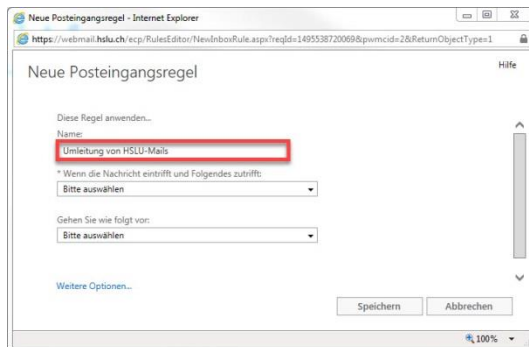 Neue Posteingangsregel - Internet Explorer
https://webmail.hslu.ch/ecp/RulesEditor/NewInboxRule.aspx?reqId=1495538720069&pwmcid=2&ReturnObjectType=1
Hilfe
Neue Posteingangsregel
Diese Regel anwenden...
Name:
Umleitung von HSLU-Mails
* Wenn die Nachricht eintrifft und Folgendes zutrifft:
Bitte auswählen
Gehen Sie wie folgt vor:
Bitte auswählen
Weitere Optionen...
Speichern Abbrechen
100%